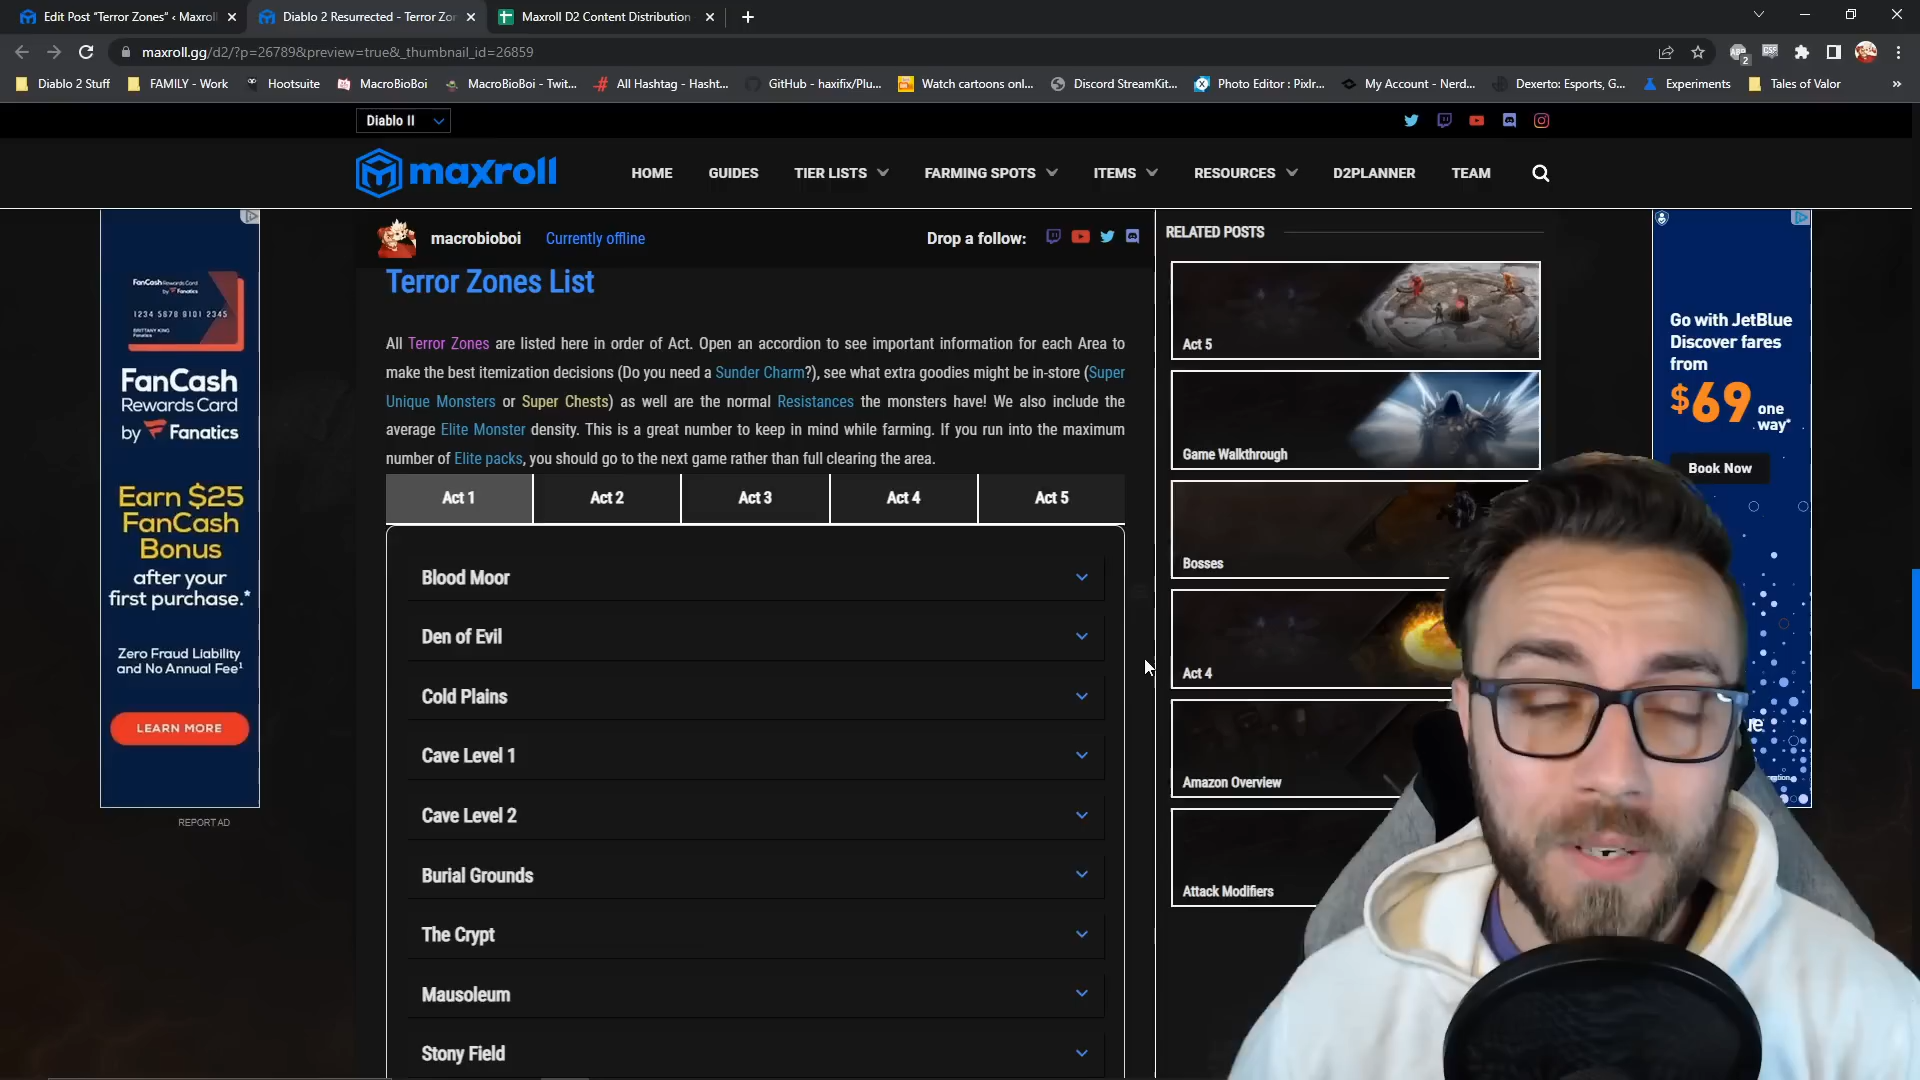 Edit Post "Terror Zones" ‹ Maxroll
Diablo 2 Resurrected - Terror Zon
Maxroll D2 Content Distribution
maxroll.gg/d2/?p=26789&preview=true&_thumbnail_id=26859
2
Diablo 2 Stuff
FAMILY - Work
Hootsuite
MacroBioBoi
MacroBioBoi - Twit...
All Hashtag - Hasht...
GitHub - haxifix/Plu...
Watch cartoons onl...
Discord StreamKit...
Photo Editor : Pixlr...
My Account - Nerd...
Dexerto: Esports, G...
Experiments
Tales of Valor
»
Diablo II
maxroll
HOME
GUIDES
TIER LISTS
FARMING SPOTS
ITEMS
RESOURCES
D2PLANNER
TEAM
macrobioboi
Currently offline
Drop a follow:
RELATED POSTS
Terror Zones List
All Terror Zones are listed here in order of Act. Open an accordion to see important information for each Area to
make the best itemization decisions (Do you need a Sunder Charm?), see what extra goodies might be in-store (Super
Unique Monsters or Super Chests) as well are the normal Resistances the monsters have! We also include the
average Elite Monster density. This is a great number to keep in mind while farming. If you run into the maximum
number of Elite packs, you should go to the next game rather than full clearing the area.
Act 1
Act 2
Act 3
Act 4
Act 5
Blood Moor
Den of Evil
Cold Plains
Cave Level 1
Cave Level 2
Burial Grounds
The Crypt
Mausoleum
Stony Field
Act 5
Game Walkthrough
Bosses
Act 4
Amazon Overview
Attack Modifiers
FanCash Rewards Card
by Fanatics
1234 5678 9101 2345
BRITTANY KING
FanCash
Rewards Card
by Fanatics
Earn $25
FanCash
Bonus
after your
first purchase.*
Zero Fraud Liability
and No Annual Fee¹
LEARN MORE
REPORT AD
Go with JetBlue
Discover fares
from
$69 one
way*
Book Now